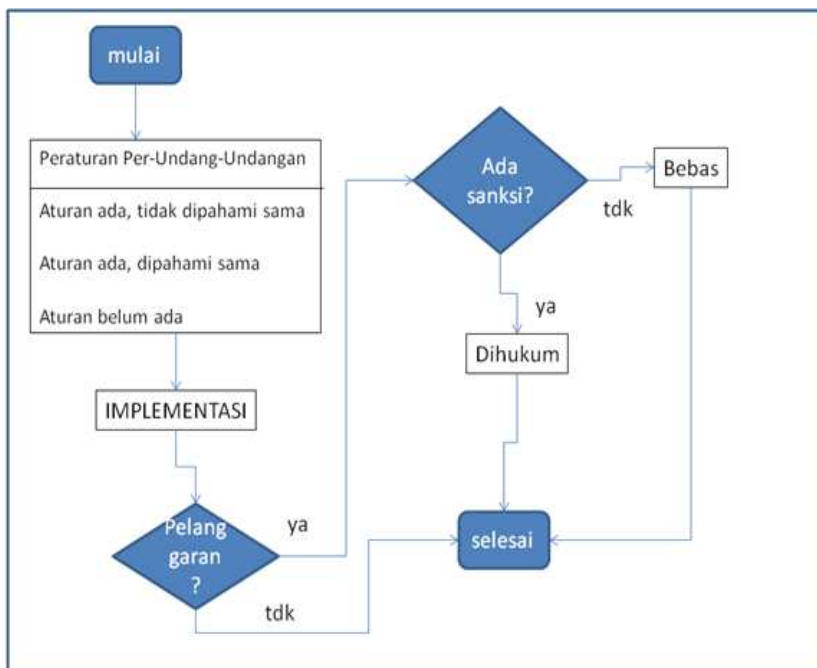 mulai
Peraturan Per-Undang-Undangan
Aturan ada, tidak dipahami sama
Aturan ada, dipahami sama
Aturan belum ada
IMPLEMENTASI
Pelang
garan
?
ya
tdk
Ada
sanksi?
tdk
Bebas
ya
Dihukum
selesai